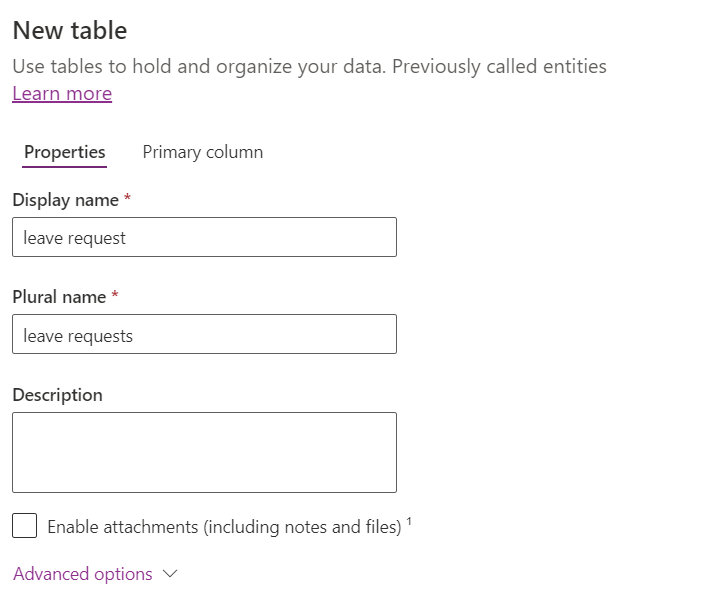 New table
Use tables to hold and organize your data. Previously called entities
Learn more
Properties Primary column
Display name *
leave request
Plural name *
leave requests
Description
Enable attachments (including notes and files) ¹
Advanced options